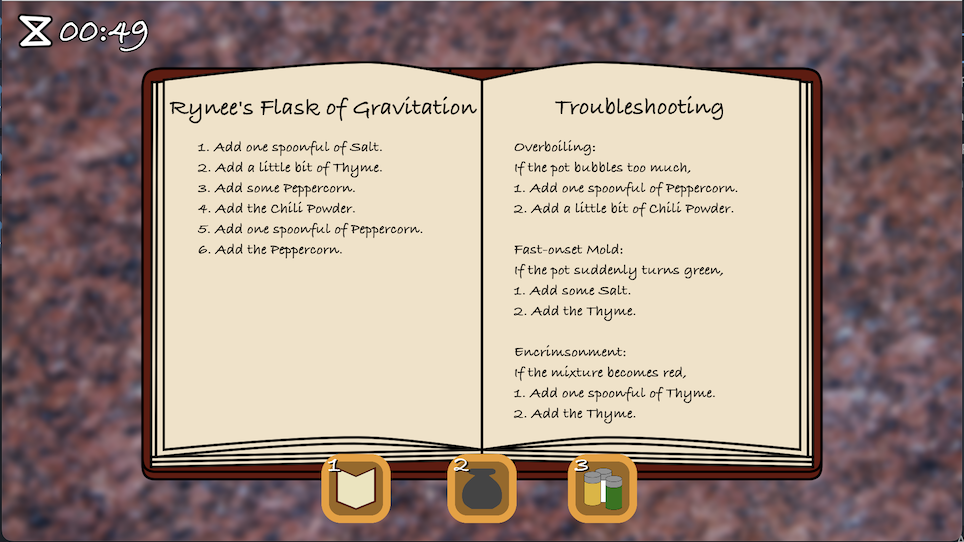 00:49
Rynee's Flask of Gravitation
1. Add one spoonful of Salt.
2. Add a little bit of Thyme.
3. Add some Peppercorn.
4. Add the Chili Powder.
5. Add one spoonful of Peppercorn.
6. Add the Peppercorn.
Troubleshooting
Overboiling:
If the pot bubbles too much,
1. Add one spoonful of Peppercorn.
2. Add a little bit of Chili Powder.
Fast-onset Mold:
If the pot suddenly turns green,
1. Add some Salt.
2. Add the Thyme.
Encrimsonment:
If the mixture becomes red,
1. Add one spoonful of Thyme.
2. Add the Thyme.
1
2
3